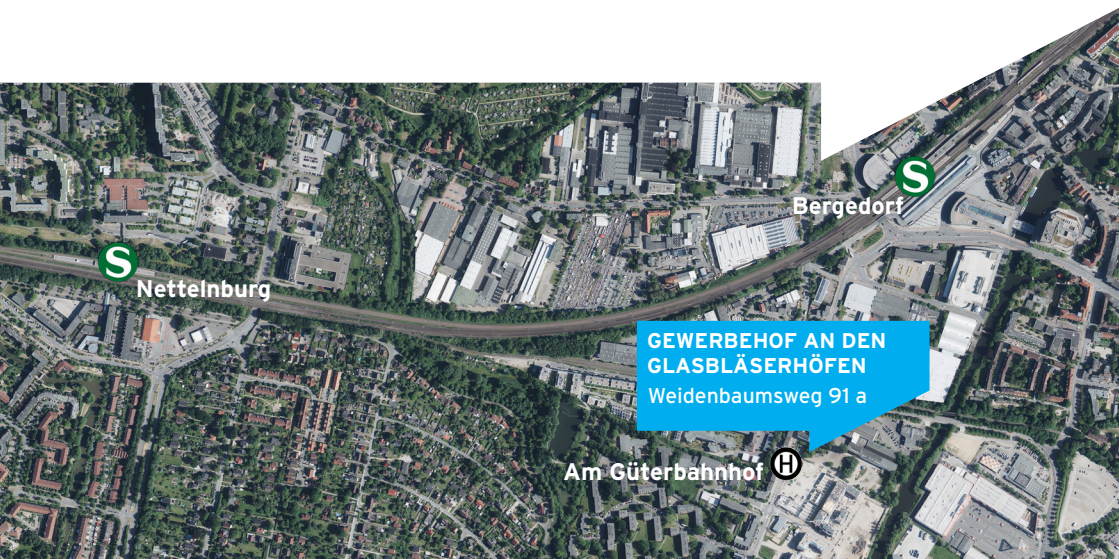 S
Bergedorf
S
Nettelnburg
GEWERBEHOF AN DEN
GLASBLÄSERHÖFEN
Weidenbaumsweg 91 a
Am Güterbahnhof H